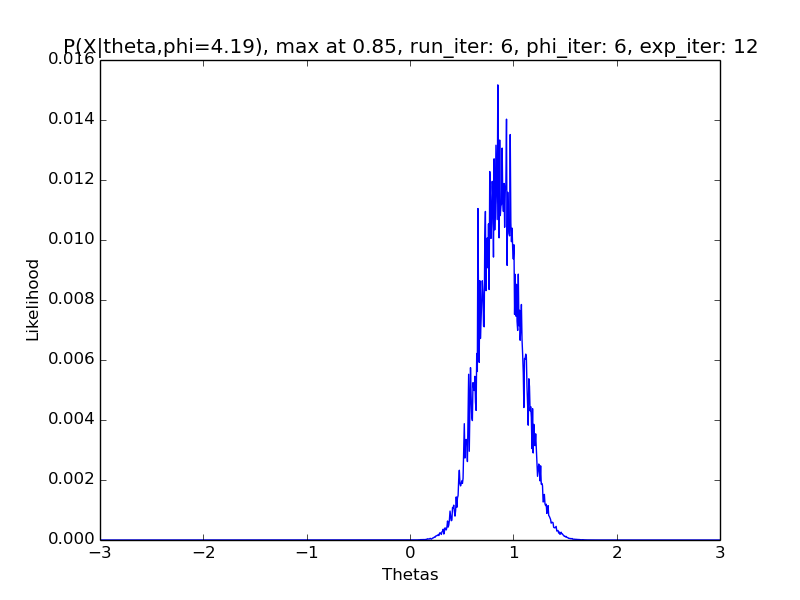 P(X|theta,phi=4.19), max at 0.85, run_iter: 6, phi_iter: 6, exp_iter: 12
0.016
0.014
0.012
0.010
0.008
Likelihood
0.006
0.004
0.002
0.000
−3 −2 −1 0 1 2 3
Thetas